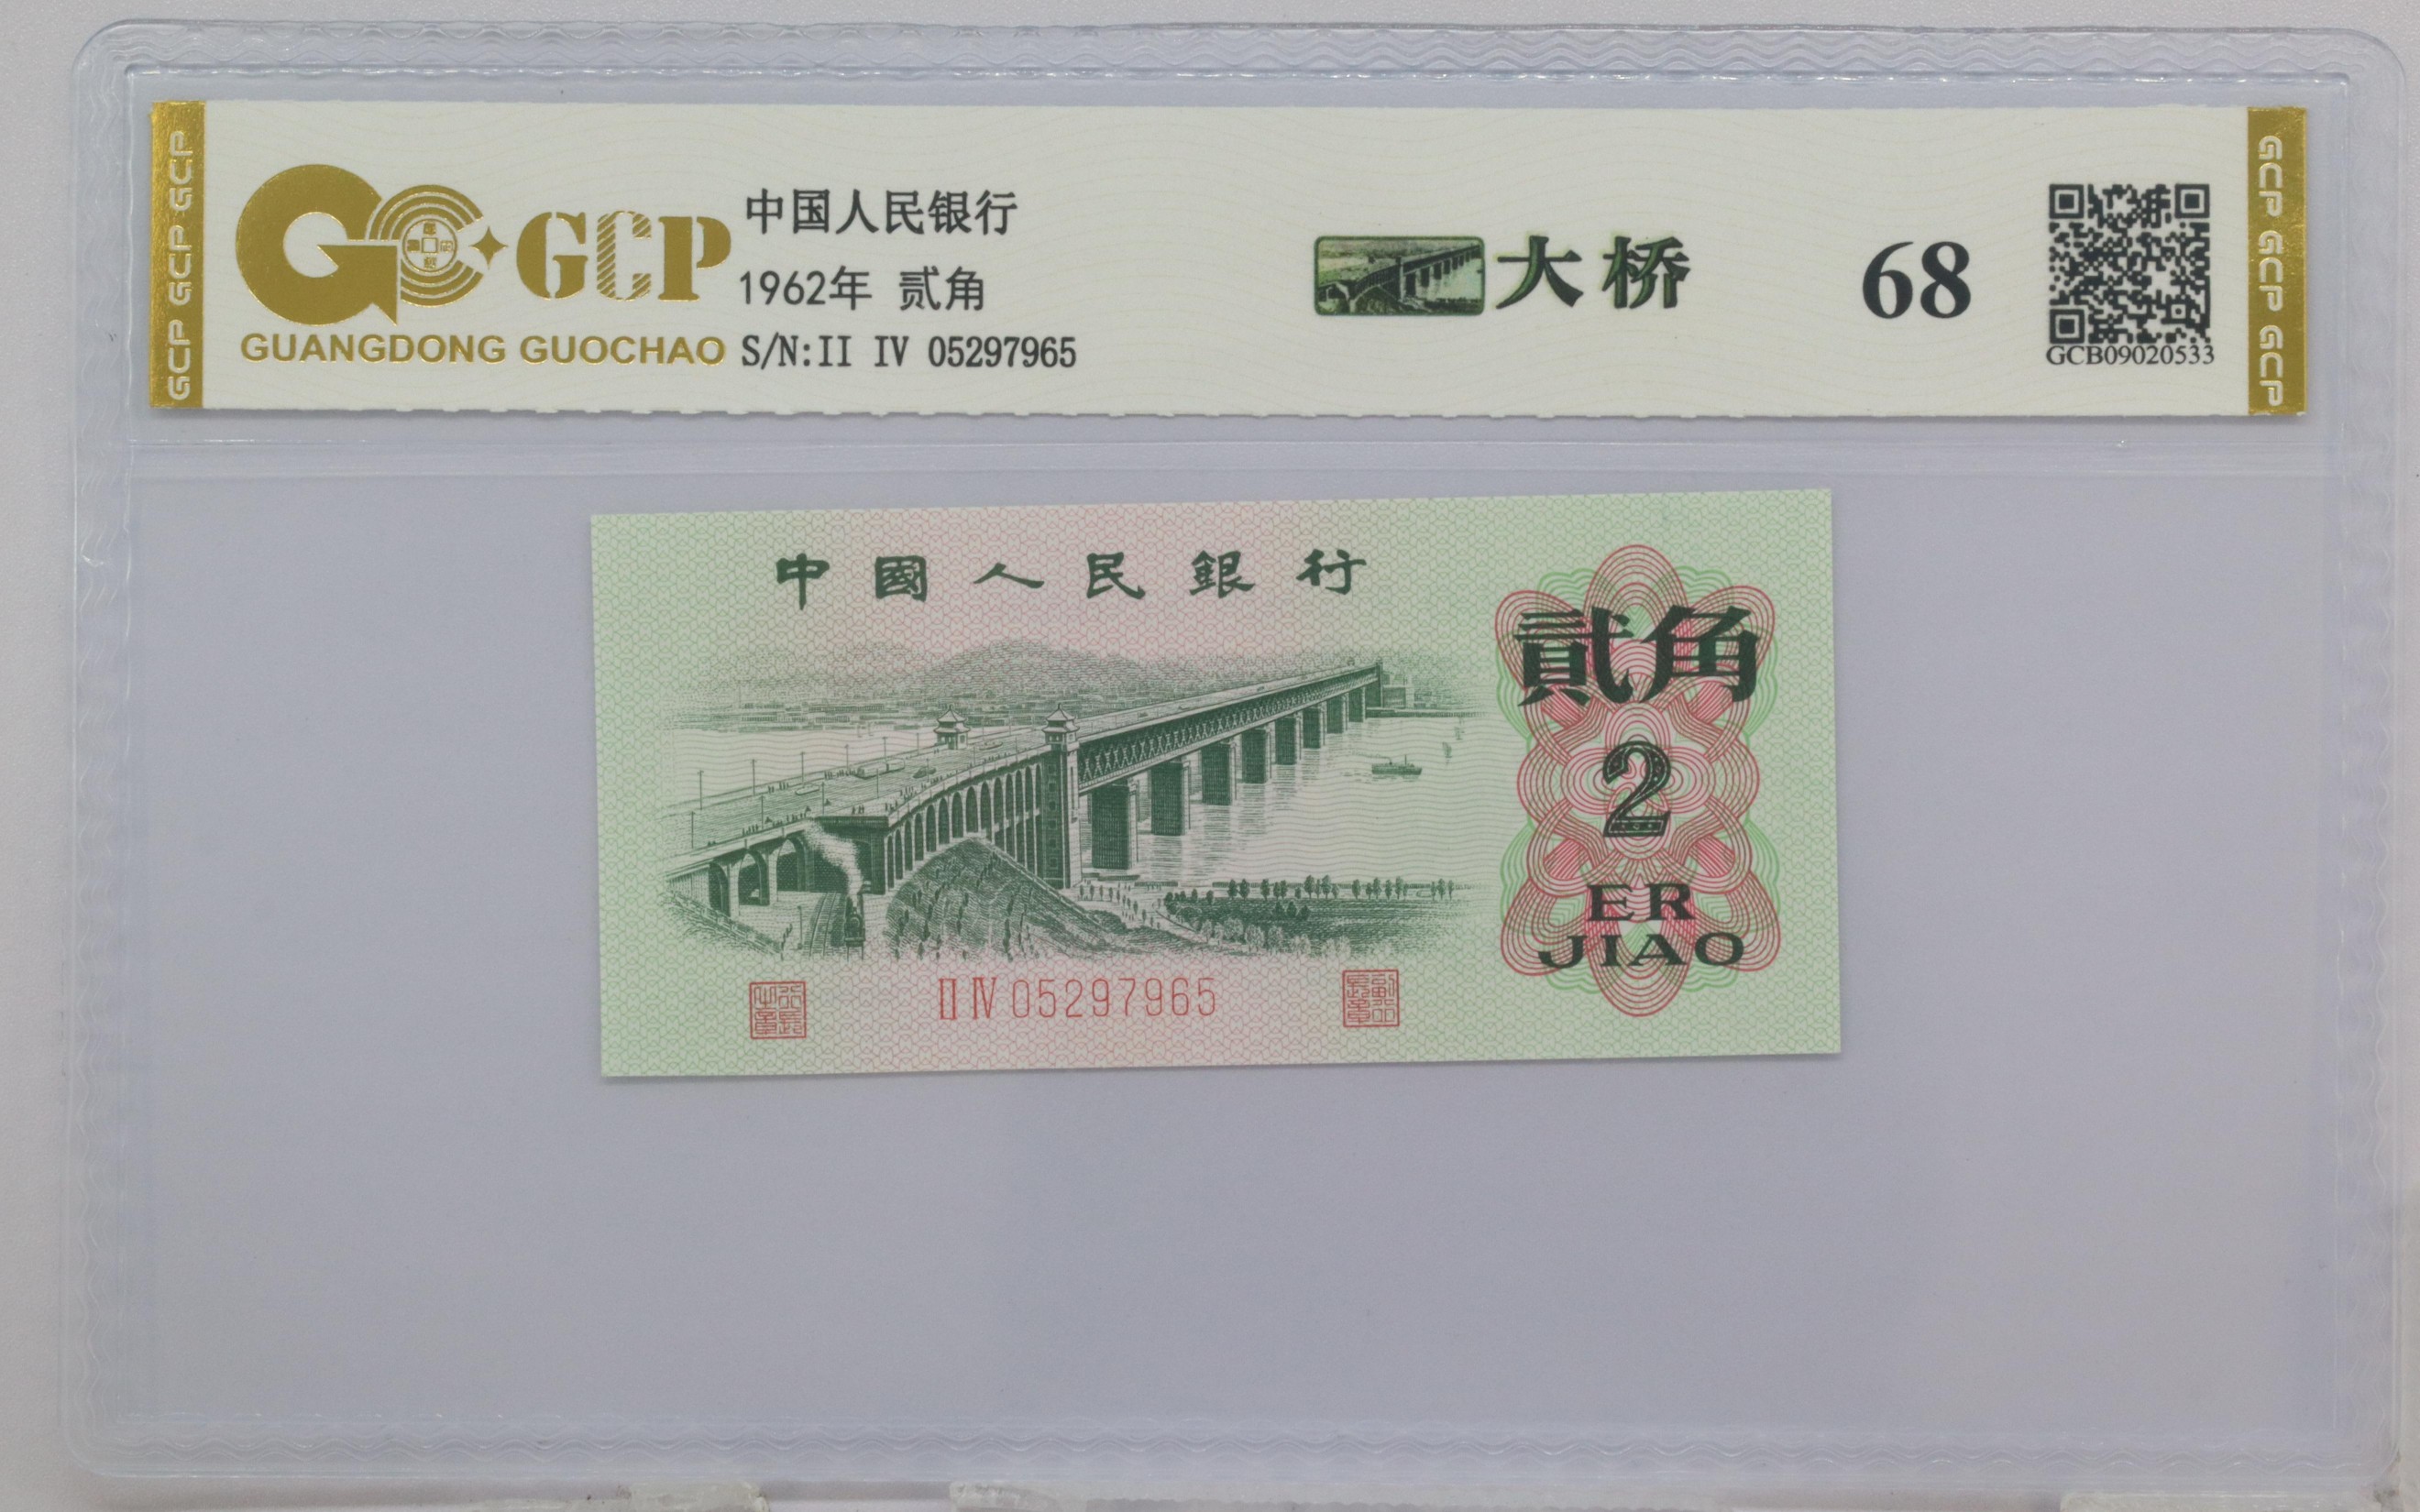 GCP GCP GCP
GCP
GUANGDONG GUOCHAO
中国人民银行
1962年 贰角
S/N:II IV 05297965
大桥
68
GCB09020533
GCP GCP GCP
中國人民銀行
貳角
2
ER
JIAO
II IV 05297965